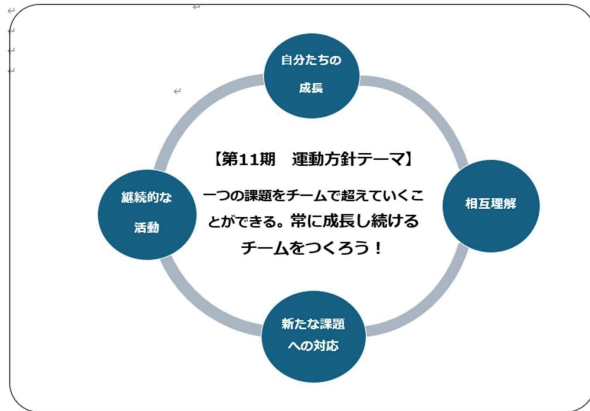 自分たちの
成長
【第11期　運動方針テーマ】
一つの課題をチームで超えていくこ
とができる。常に成長し続ける
チームをつくろう！
継続的な
活動
相互理解
新たな課題
への対応